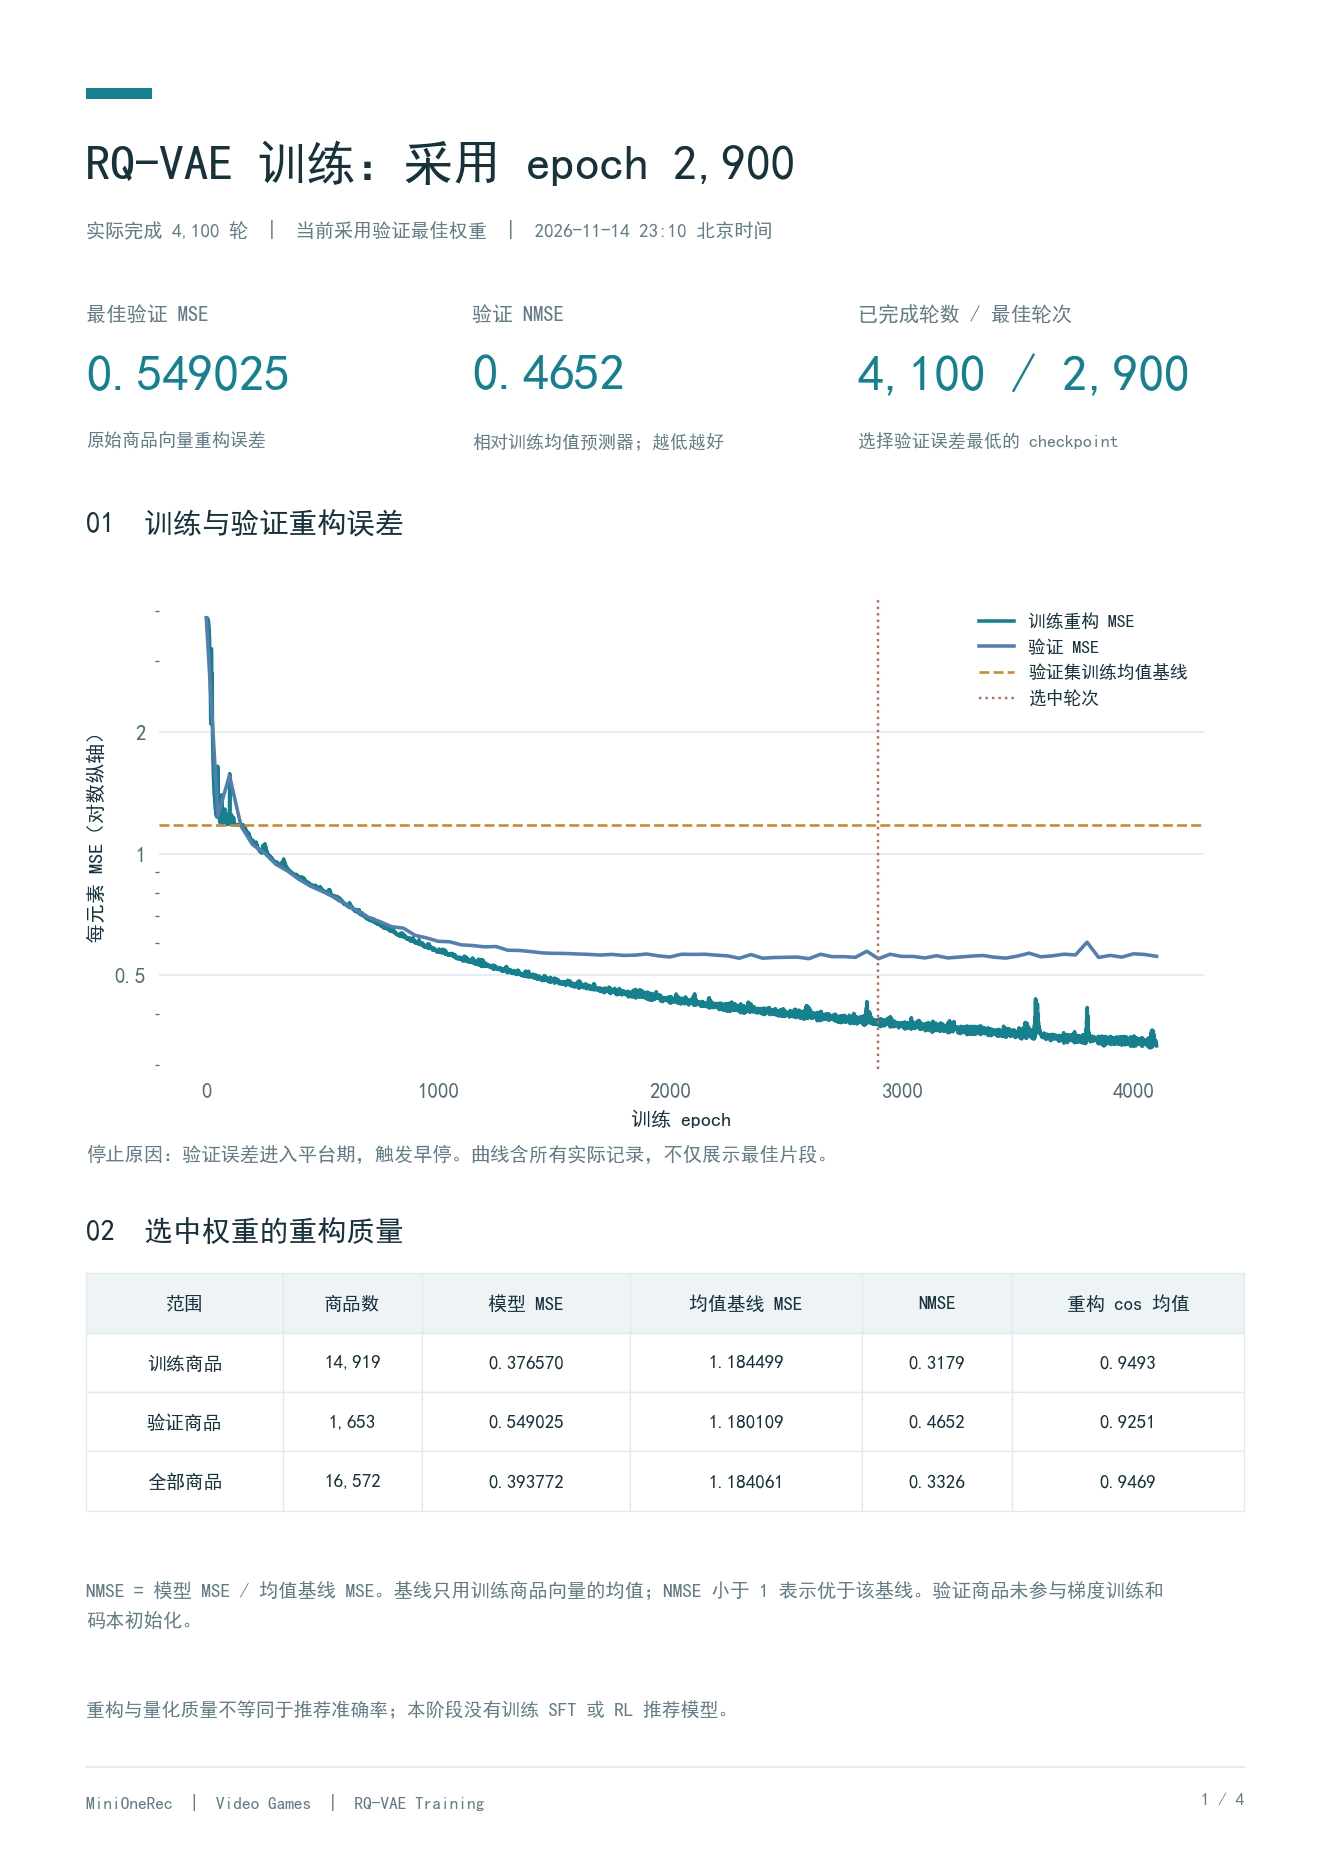 RQ-VAE 训练：采用 epoch 2,900
实际完成 4,100 轮 | 当前采用验证最佳权重 | 2026-11-14 23:10 北京时间
最佳验证 MSE
验证 NMSE
已完成轮数 / 最佳轮次
0.549025
0.4652
4,100 / 2,900
原始商品向量重构误差
相对训练均值预测器；越低越好
选择验证误差最低的 checkpoint
01 训练与验证重构误差
训练重构 MSE
验证 MSE
验证集训练均值基线
选中轮次
每元素 MSE（对数纵轴）
2
1
0.5
0 1000 2000 3000 4000
训练 epoch
停止原因：验证误差进入平台期，触发早停。曲线含所有实际记录，不仅展示最佳片段。
02 选中权重的重构质量
范围 商品数 模型 MSE 均值基线 MSE NMSE 重构 cos 均值
训练商品 14,919 0.376570 1.184499 0.3179 0.9493
验证商品 1,653 0.549025 1.180109 0.4652 0.9251
全部商品 16,572 0.393772 1.184061 0.3326 0.9469
NMSE = 模型 MSE / 均值基线 MSE。基线只用训练商品向量的均值；NMSE 小于 1 表示优于该基线。验证商品未参与梯度训练和
码本初始化。
重构与量化质量不等同于推荐准确率；本阶段没有训练 SFT 或 RL 推荐模型。
MiniOneRec | Video Games | RQ-VAE Training
1 / 4